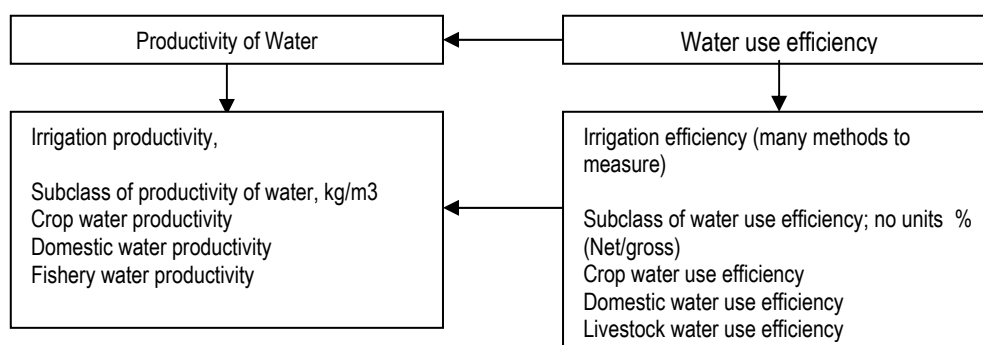 Productivity of Water
Water use efficiency
Irrigation productivity,
Subclass of productivity of water, kg/m3
Crop water productivity
Domestic water productivity
Fishery water productivity
Irrigation efficiency (many methods to
measure)
Subclass of water use efficiency; no units %
(Net/gross)
Crop water use efficiency
Domestic water use efficiency
Livestock water use efficiency